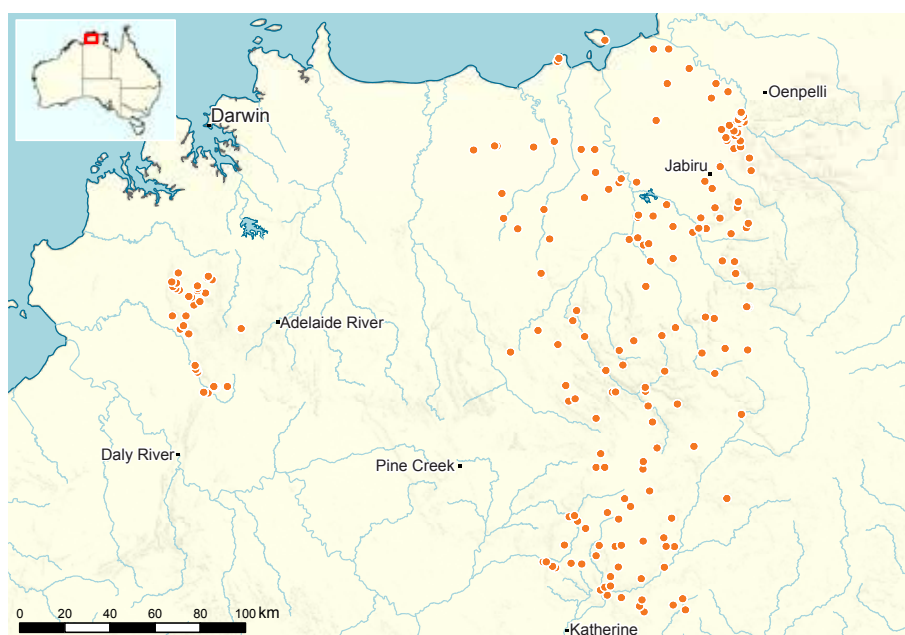 Oenpelli
Darwin
Jabiru
Adelaide River
Daly River
Pine Creek
0 20 40 60 80 100 km
Katherine